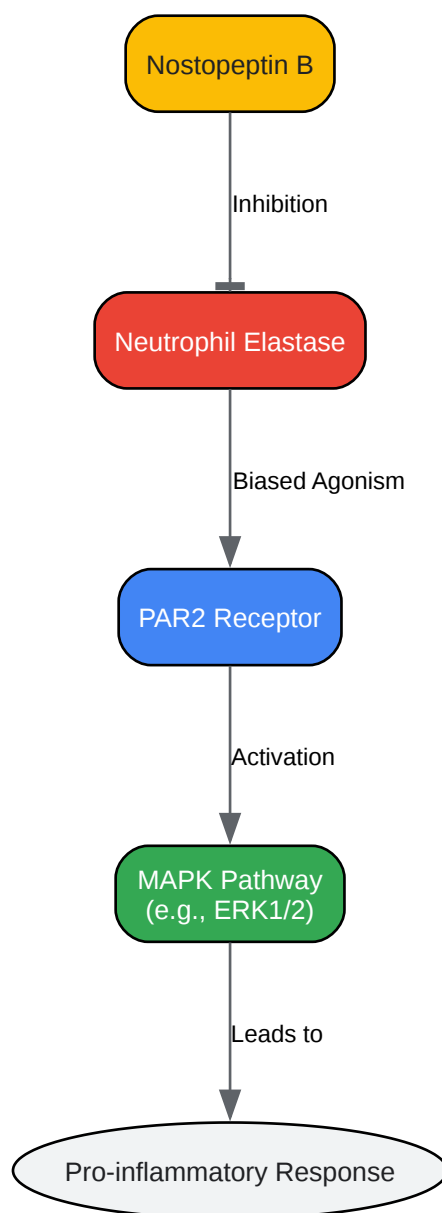 Nostopeptin B
Inhibition
Neutrophil Elastase
Biased Agonism
PAR2 Receptor
Activation
MAPK Pathway
(e.g., ERK1/2)
Leads to
Pro-inflammatory Response